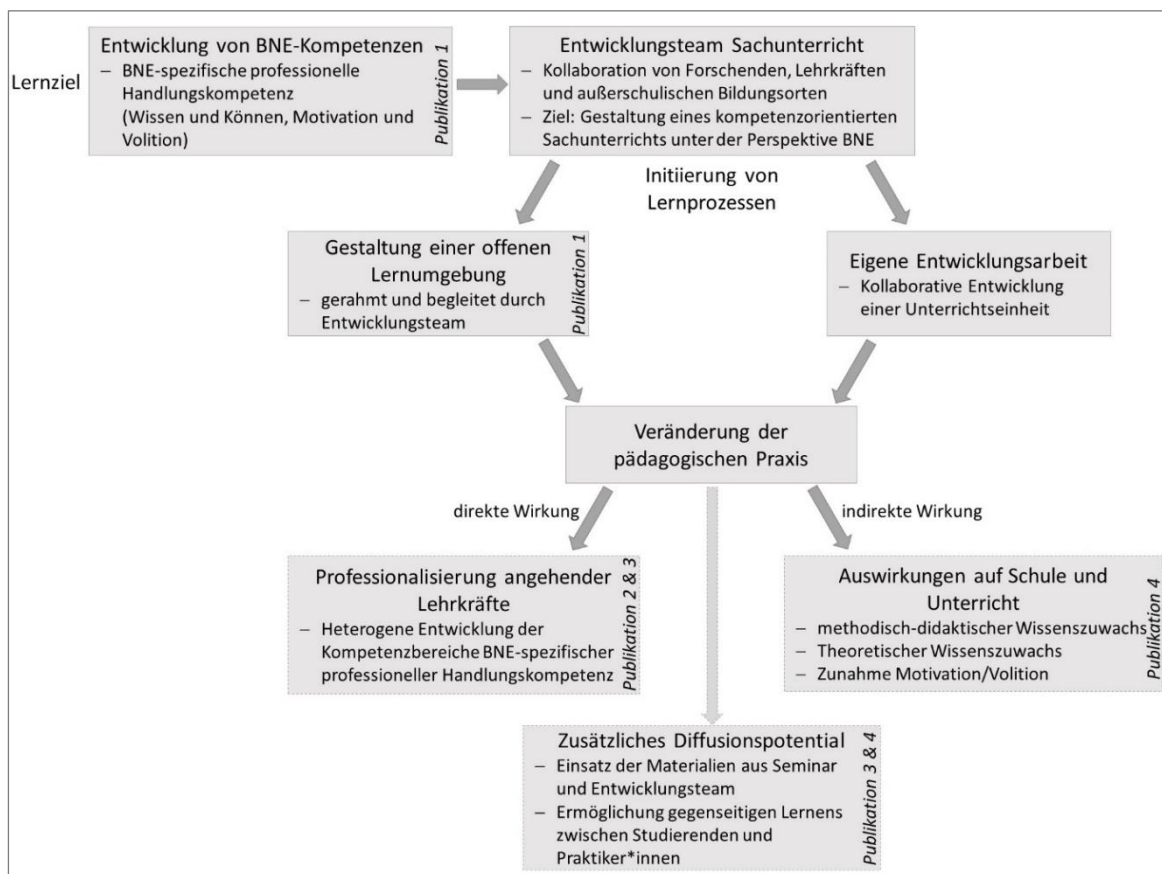 Lernziel
Entwicklung von BNE-Kompetenzen
– BNE-spezifische professionelle
Handlungskompetenz
(Wissen und Können, Motivation und
Volition)
Publikation 1
Entwicklungsteam Sachunterricht
– Kollaboration von Forschenden, Lehrkräften
und außerschulischen Bildungsorten
– Ziel: Gestaltung eines kompetenzorientierten
Sachunterrichts unter der Perspektive BNE
Initiierung von
Lernprozessen
Gestaltung einer offenen
Lernumgebung
– gerahmt und begleitet durch
Entwicklungsteam
Publikation 1
Eigene Entwicklungsarbeit
– Kollaborative Entwicklung
einer Unterrichtseinheit
Veränderung der
pädagogischen Praxis
direkte Wirkung
indirekte Wirkung
Professionalisierung angehender
Lehrkräfte
– Heterogene Entwicklung der
Kompetenzbereiche BNE-spezifischer
professioneller Handlungskompetenz
Publikation 2 & 3
Auswirkungen auf Schule und
Unterricht
– methodisch-didaktischer Wissenszuwachs
– Theoretischer Wissenszuwachs
– Zunahme Motivation/Volition
Publikation 4
Zusätzliches Diffusionspotential
– Einsatz der Materialien aus Seminar
und Entwicklungsteam
– Ermöglichung gegenseitigen Lernens
zwischen Studierenden und
Praktiker*innen
Publikation 3 & 4